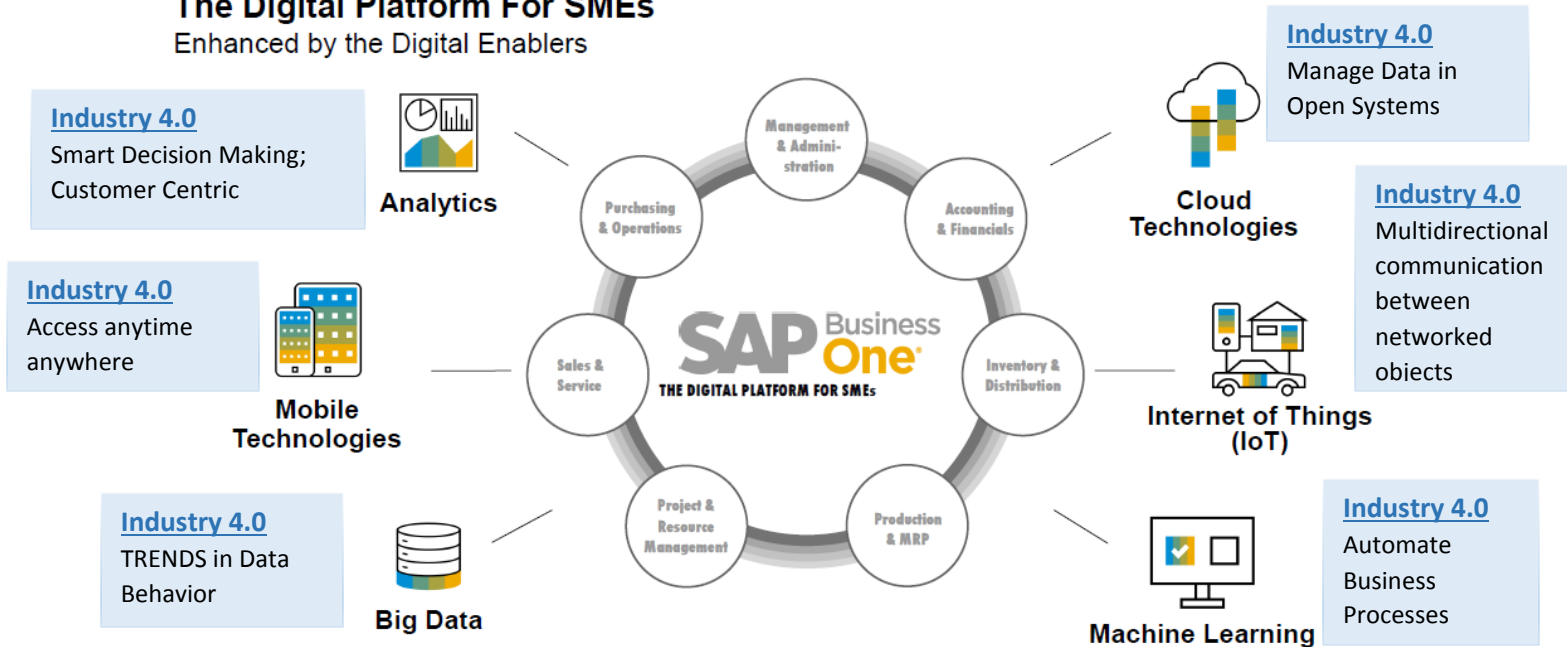 The Digital Platform For SMEs
Enhanced by the Digital Enablers
Industry 4.0
Smart Decision Making;
Customer Centric
Analytics
Industry 4.0
Access anytime
anywhere
Mobile
Technologies
Industry 4.0
TRENDS in Data
Behavior
Big Data
Management
& Admini-
stration
Purchasing
& Operations
Accounting
& Financials
Sales &
Service
SAP Business
One®
THE DIGITAL PLATFORM FOR SMEs
Inventory &
Distribution
Project &
Resource
Management
Production
& MRP
Industry 4.0
Manage Data in
Open Systems
Cloud
Technologies
Industry 4.0
Multidirectional
communication
between
networked
objects
Internet of Things
(IoT)
Industry 4.0
Automate
Business
Processes
Machine Learning